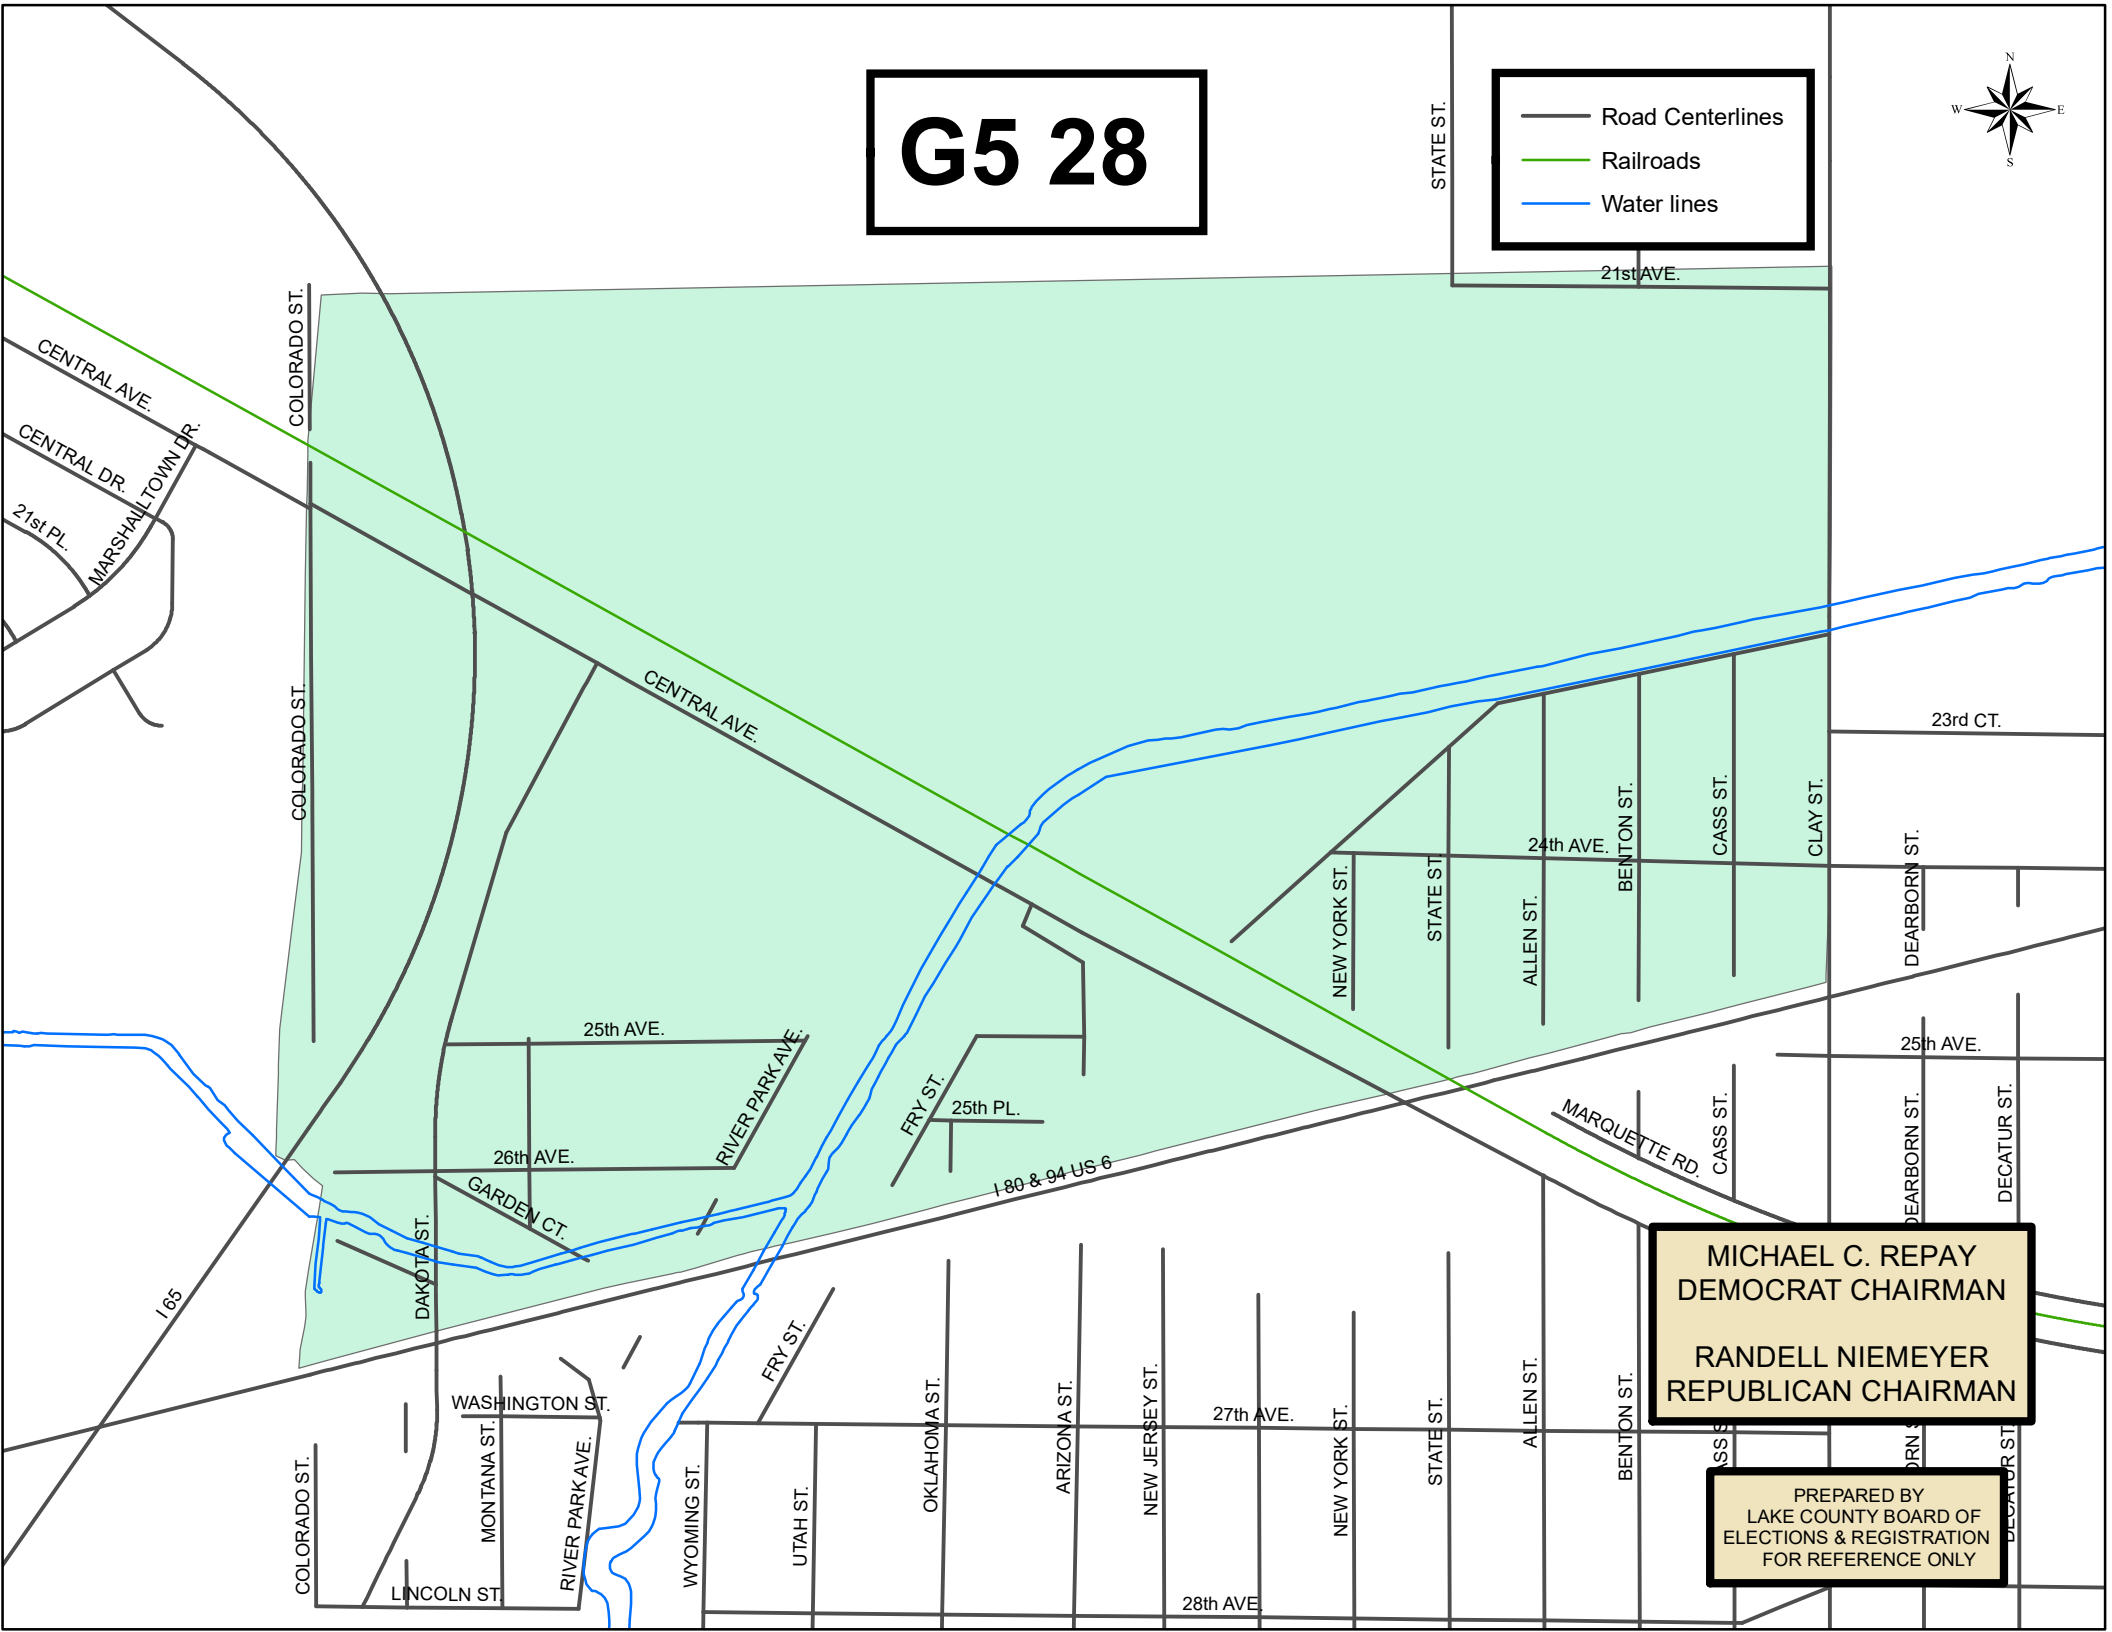 G5 28
Road Centerlines
Railroads
Water lines
N
W
E
S
STATE ST.
21st AVE.
COLORADO ST.
CENTRAL AVE.
CENTRAL DR.
MARSHALLTOWN DR.
21st PL.
COLORADO ST.
CENTRAL AVE.
23rd CT.
24th AVE.
BENTON ST.
CASS ST.
CLAY ST.
DEARBORN ST.
NEW YORK ST.
STATE ST.
ALLEN ST.
25th AVE.
RIVER PARK AVE.
FRY ST.
25th PL.
25th AVE.
26th AVE.
GARDEN CT.
DAKOTA ST.
I 80 & 94 US 6
MARQUETTE RD.
CASS ST.
DEARBORN ST.
DECATUR ST.
I 65
FRY ST.
WASHINGTON ST.
MONTANA ST.
COLORADO ST.
RIVER PARK AVE.
LINCOLN ST.
WYOMING ST.
UTAH ST.
OKLAHOMA ST.
ARIZONA ST.
NEW JERSEY ST.
27th AVE.
NEW YORK ST.
STATE ST.
ALLEN ST.
BENTON ST.
28th AVE.
MICHAEL C. REPAY
DEMOCRAT CHAIRMAN
RANDELL NIEMEYER
REPUBLICAN CHAIRMAN
PREPARED BY
LAKE COUNTY BOARD OF
ELECTIONS & REGISTRATION
FOR REFERENCE ONLY